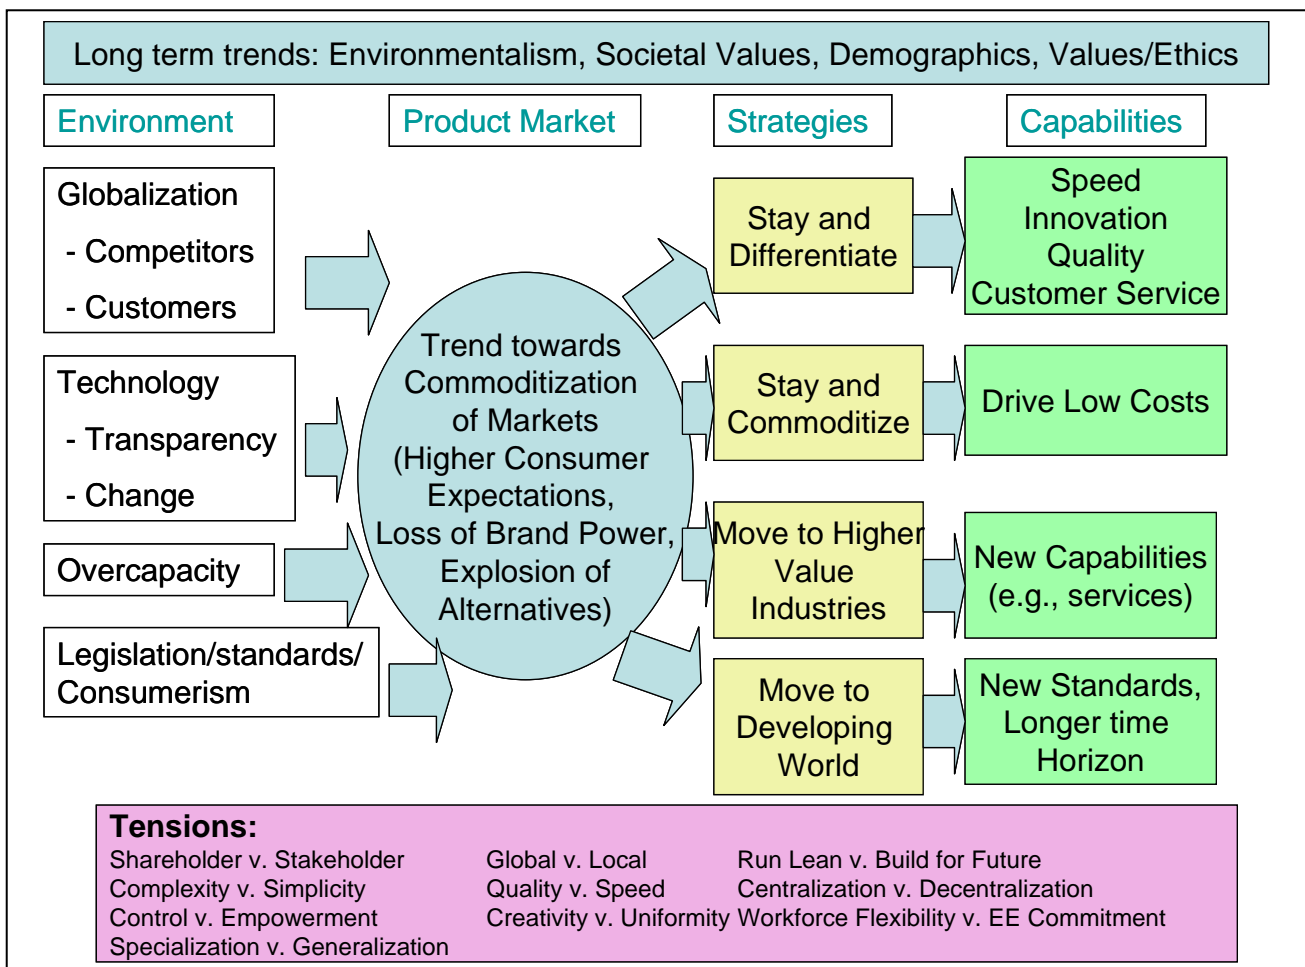 Long term trends: Environmentalism, Societal Values, Demographics, Values/Ethics
Environment
Product Market
Strategies
Capabilities
Globalization
- Competitors
- Customers
Technology
- Transparency
- Change
Overcapacity
Legislation/standards/
Consumerism
Trend towards
Commoditization
of Markets
(Higher Consumer
Expectations,
Loss of Brand Power,
Explosion of
Alternatives)
Stay and
Differentiate
Stay and
Commoditize
Move to Higher
Value
Industries
Move to
Developing
World
Speed
Innovation
Quality
Customer Service
Drive Low Costs
New Capabilities
(e.g., services)
New Standards,
Longer time
Horizon
Tensions:
Shareholder v. Stakeholder
Complexity v. Simplicity
Control v. Empowerment
Specialization v. Generalization
Global v. Local
Quality v. Speed
Creativity v. Uniformity
Run Lean v. Build for Future
Centralization v. Decentralization
Workforce Flexibility v. EE Commitment